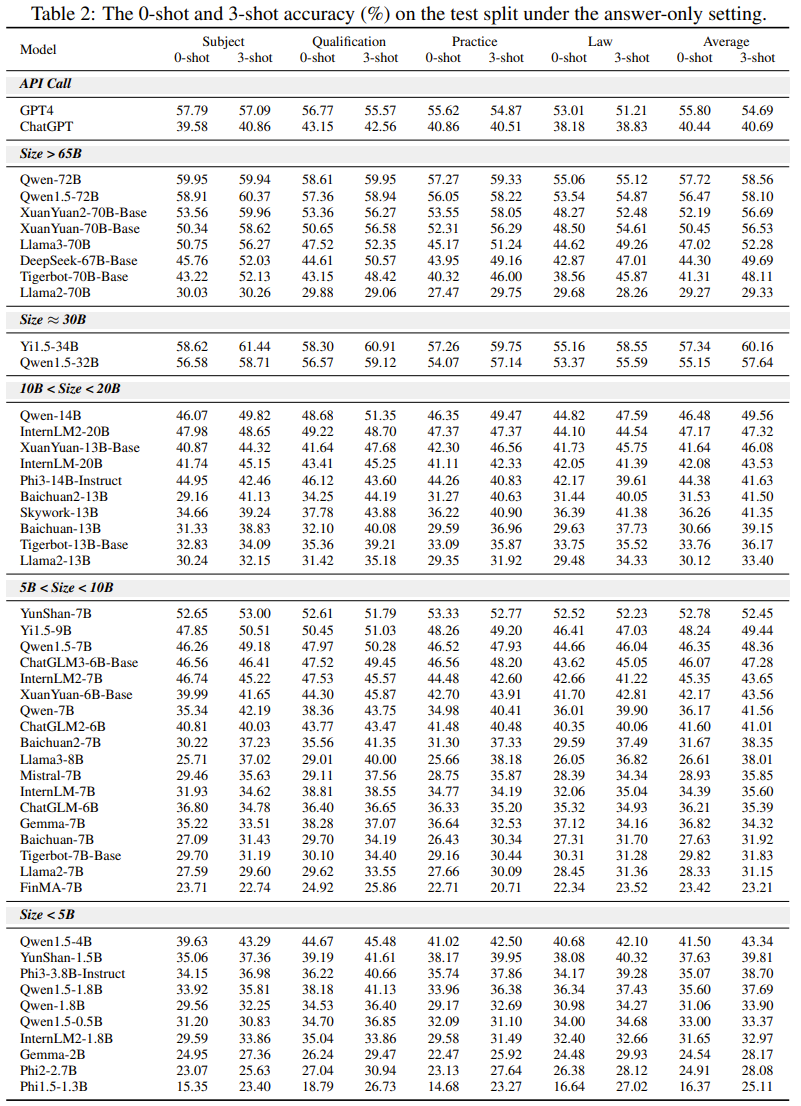 Table 2: The 0-shot and 3-shot accuracy (%) on the test split under the answer-only setting.
Model Subject Qualification Practice Law Average
0-shot 3-shot 0-shot 3-shot 0-shot 3-shot 0-shot 3-shot 0-shot 3-shot
API Call
GPT4 57.79 57.09 56.77 55.57 55.62 54.87 53.01 51.21 55.80 54.69
ChatGPT 39.58 40.86 43.15 42.56 40.86 40.51 38.18 38.83 40.44 40.69
Size > 65B
Qwen-72B 59.95 59.94 58.61 59.95 57.27 59.33 55.06 55.12 57.72 58.56
Qwen1.5-72B 58.91 60.37 57.36 58.94 56.05 58.22 53.54 54.87 56.47 58.10
XuanYuan2-70B-Base 53.56 59.96 53.36 56.27 53.55 58.05 48.27 52.48 52.19 56.69
XuanYuan-70B-Base 50.34 58.62 50.65 56.58 52.31 56.29 48.50 54.61 50.45 56.53
Llama3-70B 50.75 56.27 47.52 52.35 45.17 51.24 44.62 49.26 47.02 52.28
DeepSeek-67B-Base 45.76 52.03 44.61 50.57 43.95 49.16 42.87 47.01 44.30 49.69
Tigerbot-70B-Base 43.22 52.13 43.15 48.42 40.32 46.00 38.56 45.87 41.31 48.11
Llama2-70B 30.03 30.26 29.88 29.06 27.47 29.75 29.68 28.26 29.27 29.33
Size ≈ 30B
Yi1.5-34B 58.62 61.44 58.30 60.91 57.26 59.75 55.16 58.55 57.34 60.16
Qwen1.5-32B 56.58 58.71 56.57 59.12 54.07 57.14 53.37 55.59 55.15 57.64
10B < Size < 20B
Qwen-14B 46.07 49.82 48.68 51.35 46.35 49.47 44.82 47.59 46.48 49.56
InternLM2-20B 47.98 48.65 49.22 48.70 47.37 47.37 44.10 44.54 47.17 47.32
XuanYuan-13B-Base 40.87 44.32 41.64 47.68 42.30 46.56 41.73 45.75 41.64 46.08
InternLM-20B 41.74 45.15 43.41 45.25 41.11 42.33 42.05 41.39 42.08 43.53
Phi3-14B-Instruct 44.95 42.46 46.12 43.60 44.26 40.83 42.17 39.61 44.38 41.63
Baichuan2-13B 29.16 41.13 34.25 44.19 31.27 40.63 31.44 40.05 31.53 41.50
Skywork-13B 34.66 39.24 37.78 43.88 36.22 40.90 36.39 41.38 36.26 41.35
Baichuan-13B 31.33 38.83 32.10 40.08 29.59 36.96 29.63 37.73 30.66 39.15
Tigerbot-13B-Base 32.83 34.09 35.36 39.21 33.09 35.87 33.75 35.52 33.76 36.17
Llama2-13B 30.24 32.15 31.42 35.18 29.35 31.92 29.48 34.33 30.12 33.40
5B < Size < 10B
YunShan-7B 52.65 53.00 52.61 51.79 53.33 52.77 52.52 52.23 52.78 52.45
Yi1.5-9B 47.85 50.51 50.45 51.03 48.26 49.20 46.41 47.03 48.24 49.44
Qwen1.5-7B 46.26 49.18 47.97 50.28 46.52 47.93 44.66 46.04 46.35 48.36
ChatGLM3-6B-Base 46.56 46.41 47.52 49.45 46.56 48.20 43.62 45.05 46.07 47.28
InternLM2-7B 46.74 45.22 47.53 45.57 44.48 42.60 42.66 41.22 45.35 43.65
XuanYuan-6B-Base 39.99 41.65 44.30 45.87 42.70 43.91 41.70 42.81 42.17 43.56
Qwen-7B 35.34 42.19 38.36 43.75 34.98 40.41 36.01 39.90 36.17 41.56
ChatGLM2-6B 40.81 40.03 43.77 43.47 41.48 40.48 40.35 40.06 41.60 41.01
Baichuan2-7B 30.22 37.23 35.56 41.35 31.30 37.33 29.59 37.49 31.67 38.35
Llama3-8B 25.71 37.02 29.01 40.00 25.66 38.18 26.05 36.82 26.61 38.01
Mistral-7B 29.46 35.63 29.11 37.56 28.75 35.87 28.39 34.34 28.93 35.85
InternLM-7B 31.93 34.62 38.81 38.55 34.77 34.19 32.06 35.04 34.39 35.60
ChatGLM-6B 36.80 34.78 36.40 36.65 36.33 35.20 35.32 34.93 36.21 35.39
Gemma-7B 35.22 33.51 38.28 37.07 36.64 32.53 37.12 34.16 36.82 34.32
Baichuan-7B 27.09 31.43 29.70 34.19 26.43 30.34 27.31 31.70 27.63 31.92
Tigerbot-7B-Base 29.70 31.19 30.10 34.40 29.16 30.44 30.31 31.28 29.82 31.83
Llama2-7B 27.59 29.60 29.62 33.55 27.66 30.09 28.45 31.36 28.33 31.15
FinMA-7B 23.71 22.74 24.92 25.86 22.71 20.71 22.34 23.52 23.42 23.21
Size < 5B
Qwen1.5-4B 39.63 43.29 44.67 45.48 41.02 42.50 40.68 42.10 41.50 43.34
YunShan-1.5B 35.06 37.36 39.19 41.61 38.17 39.95 38.08 40.32 37.63 39.81
Phi3-3.8B-Instruct 34.15 36.98 36.22 40.66 35.74 37.86 34.17 39.28 35.07 38.70
Qwen1.5-1.8B 33.92 35.81 38.18 41.13 33.96 36.38 36.34 37.43 35.60 37.69
Qwen-1.8B 29.56 32.25 34.53 36.40 29.17 32.69 30.98 34.27 31.06 33.90
Qwen1.5-0.5B 31.20 30.83 34.70 36.85 32.09 31.10 34.00 34.68 33.00 33.37
InternLM2-1.8B 29.59 33.86 35.04 33.86 29.58 31.49 32.40 32.66 31.65 32.97
Gemma-2B 24.95 27.36 26.24 29.47 22.47 25.92 24.48 29.93 24.54 28.17
Phi2-2.7B 23.07 25.63 27.04 30.94 23.13 27.64 26.38 28.12 24.91 28.08
Phi1.5-1.3B 15.35 23.40 18.79 26.73 14.68 23.27 16.64 27.02 16.37 25.11